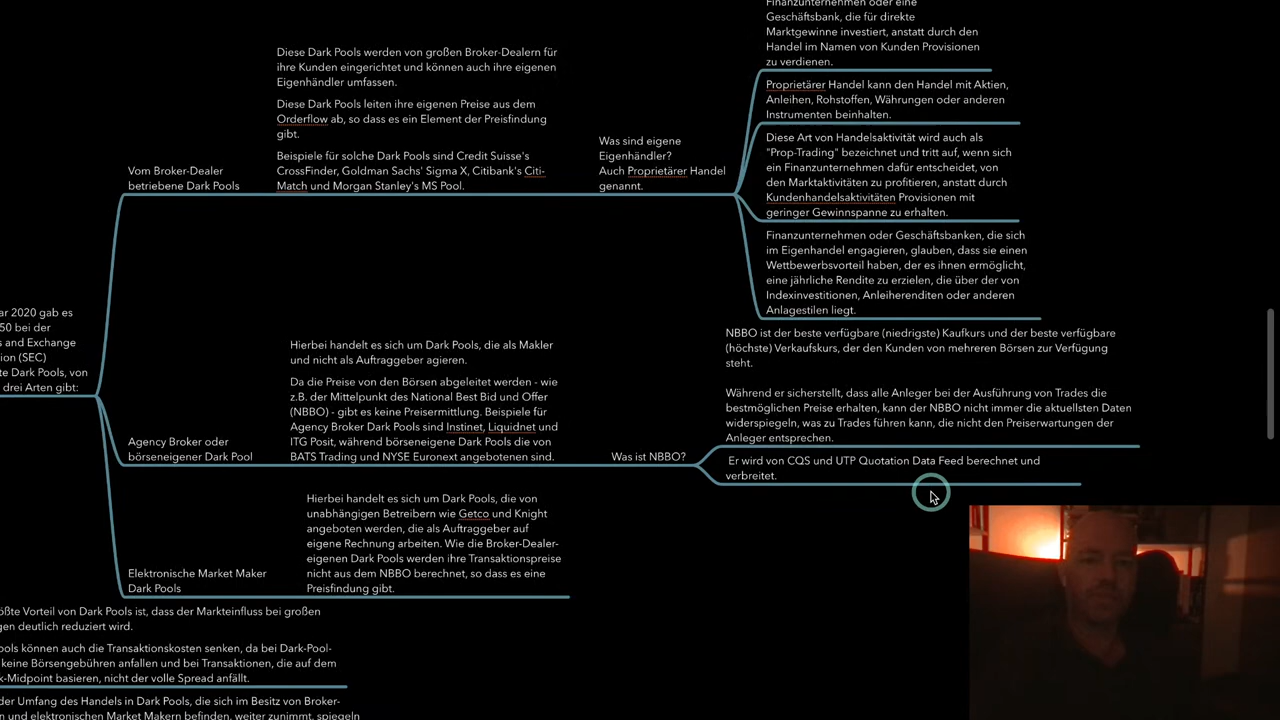 Finanzunternehmen oder eine
Geschäftsbank, die für direkte
Marktgewinne investiert, anstatt durch den
Handel im Namen von Kunden Provisionen
zu verdienen.
Proprietärer Handel kann den Handel mit Aktien,
Anleihen, Rohstoffen, Währungen oder anderen
Instrumenten beinhalten.
Diese Art von Handelsaktivität wird auch als
"Prop-Trading" bezeichnet und tritt auf, wenn sich
ein Finanzunternehmen dafür entscheidet, von
den Marktaktivitäten zu profitieren, anstatt durch
Kundenhandelsaktivitäten Provisionen mit
geringer Gewinnspanne zu erhalten.
Finanzunternehmen oder Geschäftsbanken, die sich
im Eigenhandel engagieren, glauben, dass sie einen
Wettbewerbsvorteil haben, der es ihnen ermöglicht,
eine jährliche Rendite zu erzielen, die über der von
Indexinvestitionen, Anleiherenditen oder anderen
Anlagestilen liegt.
Diese Dark Pools werden von großen Broker-Dealern für
ihre Kunden eingerichtet und können auch ihre eigenen
Eigenhändler umfassen.
Diese Dark Pools leiten ihre eigenen Preise aus dem
Orderflow ab, so dass es ein Element der Preisfindung
gibt.
Beispiele für solche Dark Pools sind Credit Suisse's
CrossFinder, Goldman Sachs' Sigma X, Citibank's Citi-
Match und Morgan Stanley's MS Pool.
Was sind eigene
Eigenhändler?
Auch Proprietärer Handel
genannt.
Vom Broker-Dealer
betriebene Dark Pools
ar 2020 gab es
50 bei der
s and Exchange
ion (SEC)
te Dark Pools, von
drei Arten gibt:
Hierbei handelt es sich um Dark Pools, die als Makler
und nicht als Auftraggeber agieren.
Da die Preise von den Börsen abgeleitet werden - wie
z.B. der Mittelpunkt des National Best Bid und Offer
(NBBO) - gibt es keine Preisermittlung. Beispiele für
Agency Broker Dark Pools sind Instinet, Liquidnet und
ITG Posit, während börseneigene Dark Pools die von
BATS Trading und NYSE Euronext angebotenen sind.
Agency Broker oder
börseneigener Dark Pool
Was ist NBBO?
NBBO ist der beste verfügbare (niedrigste) Kaufkurs und der beste verfügbare
(höchste) Verkaufskurs, der den Kunden von mehreren Börsen zur Verfügung
steht.
Während er sicherstellt, dass alle Anleger bei der Ausführung von Trades die
bestmöglichen Preise erhalten, kann der NBBO nicht immer die aktuellsten Daten
widerspiegeln, was zu Trades führen kann, die nicht den Preiserwartungen der
Anleger entsprechen.
Er wird von CQS und UTP Quotation Data Feed berechnet und
verbreitet.
Hierbei handelt es sich um Dark Pools, die von
unabhängigen Betreibern wie Getco und Knight
angeboten werden, die als Auftraggeber auf
eigene Rechnung arbeiten. Wie die Broker-Dealer-
eigenen Dark Pools werden ihre Transaktionspreise
nicht aus dem NBBO berechnet, so dass es eine
Preisfindung gibt.
Elektronische Market Maker
Dark Pools
ößte Vorteil von Dark Pools ist, dass der Markteinfluss bei großen
gen deutlich reduziert wird.
ools können auch die Transaktionskosten senken, da bei Dark-Pool-
keine Börsengebühren anfallen und bei Transaktionen, die auf dem
k-Midpoint basieren, nicht der volle Spread anfällt.
der Umfang des Handels in Dark Pools, die sich im Besitz von Broker-
n und elektronischen Market Makern befinden, weiter zunimmt, spiegeln